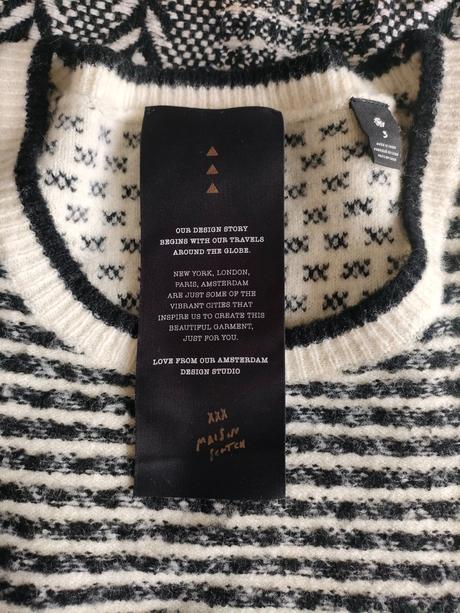 OUR DESIGN STORY
BEGINS WITH OUR TRAVELS
AROUND THE GLOBE.
NEW YORK, LONDON,
PARIS, AMSTERDAM
ARE JUST SOME OF THE
VIBRANT CITIES THAT
INSPIRE US TO CREATE THIS
BEAUTIFUL GARMENT,
JUST FOR YOU.
LOVE FROM OUR AMSTERDAM
DESIGN STUDIO
XXX
MAISON
SCOTCH